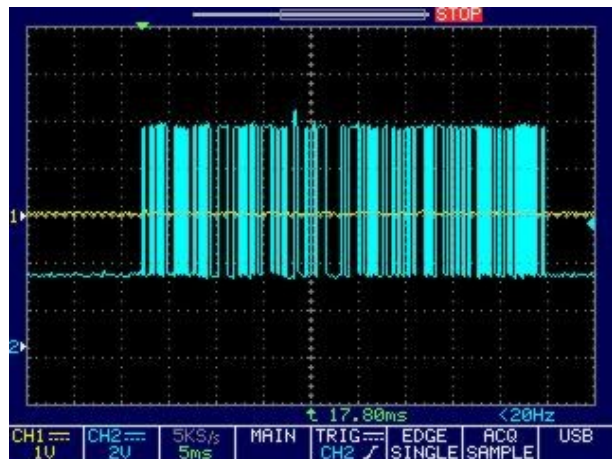 STOP
1
2
17.80ms <20Hz
CH1 CH2 5KS/s MAIN TRIG EDGE ACQ USB
1V 2V 5ms CH2 SINGLE SAMPLE